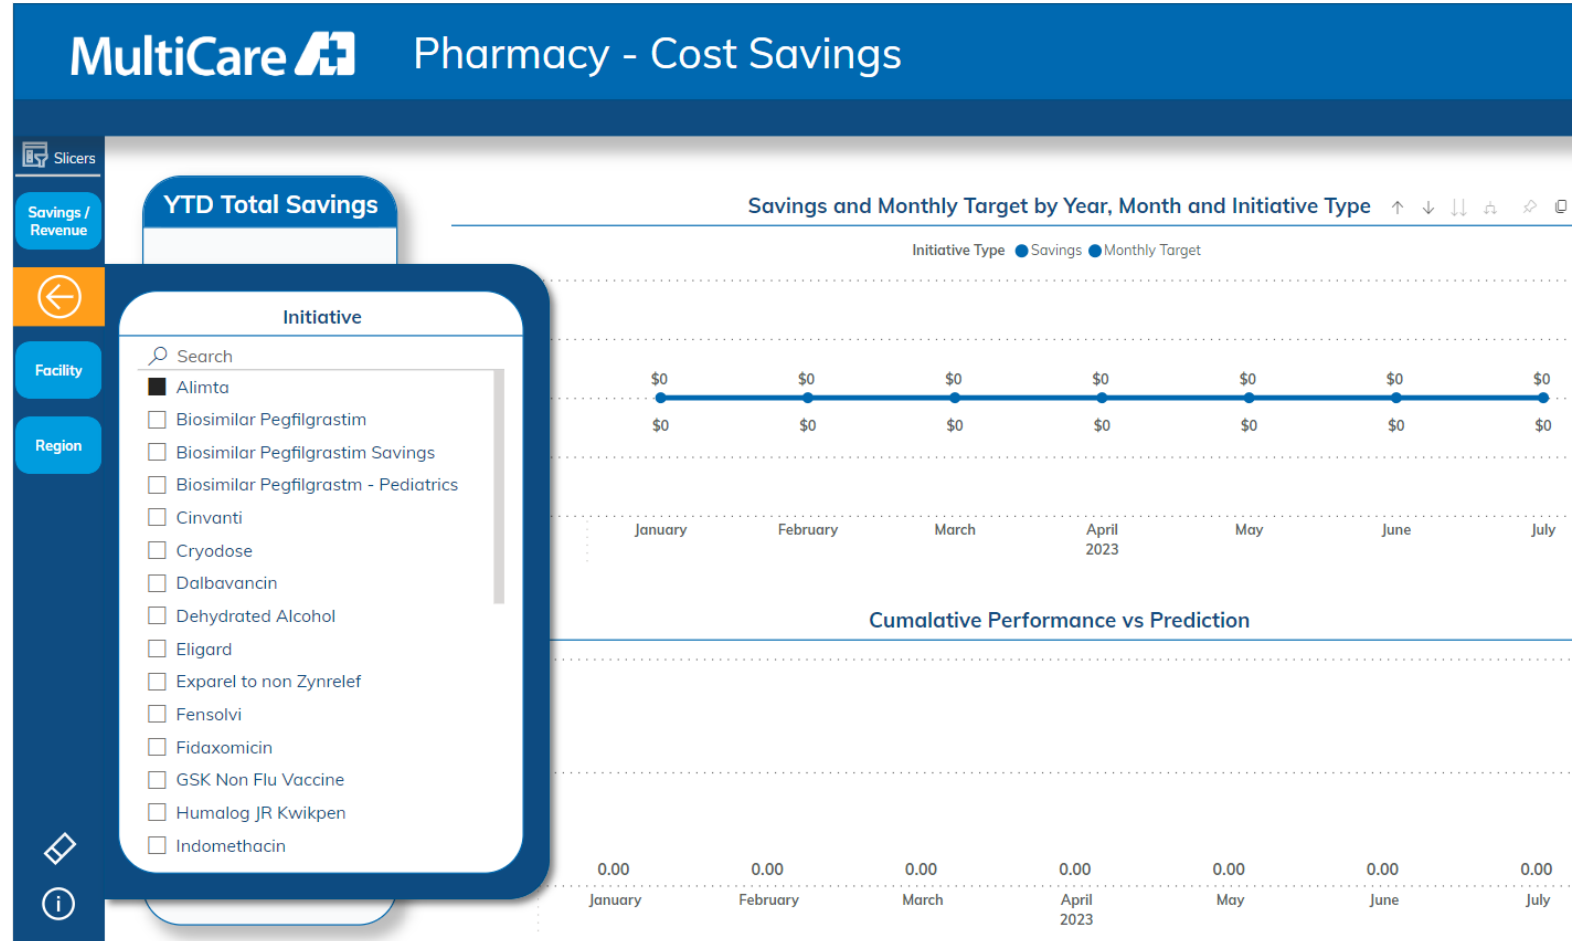 MultiCare
Pharmacy - Cost Savings
Slicers
Savings /
Revenue
Facility
Region
YTD Total Savings
Initiative
Search
Alimta
Biosimilar Pegfilgrastim
Biosimilar Pegfilgrastim Savings
Biosimilar Pegfilgrastm - Pediatrics
Cinvanti
Cryodose
Dalbavancin
Dehydrated Alcohol
Eligard
Exparel to non Zynrelef
Fensolvi
Fidaxomicin
GSK Non Flu Vaccine
Humalog JR Kwikpen
Indomethacin
Savings and Monthly Target by Year, Month and Initiative Type
Initiative Type Savings Monthly Target
$0 $0 $0 $0 $0 $0 $0
$0 $0 $0 $0 $0 $0 $0
January February March April May June July
2023
Cumalative Performance vs Prediction
0.00 0.00 0.00 0.00 0.00 0.00 0.00
January February March April May June July
2023